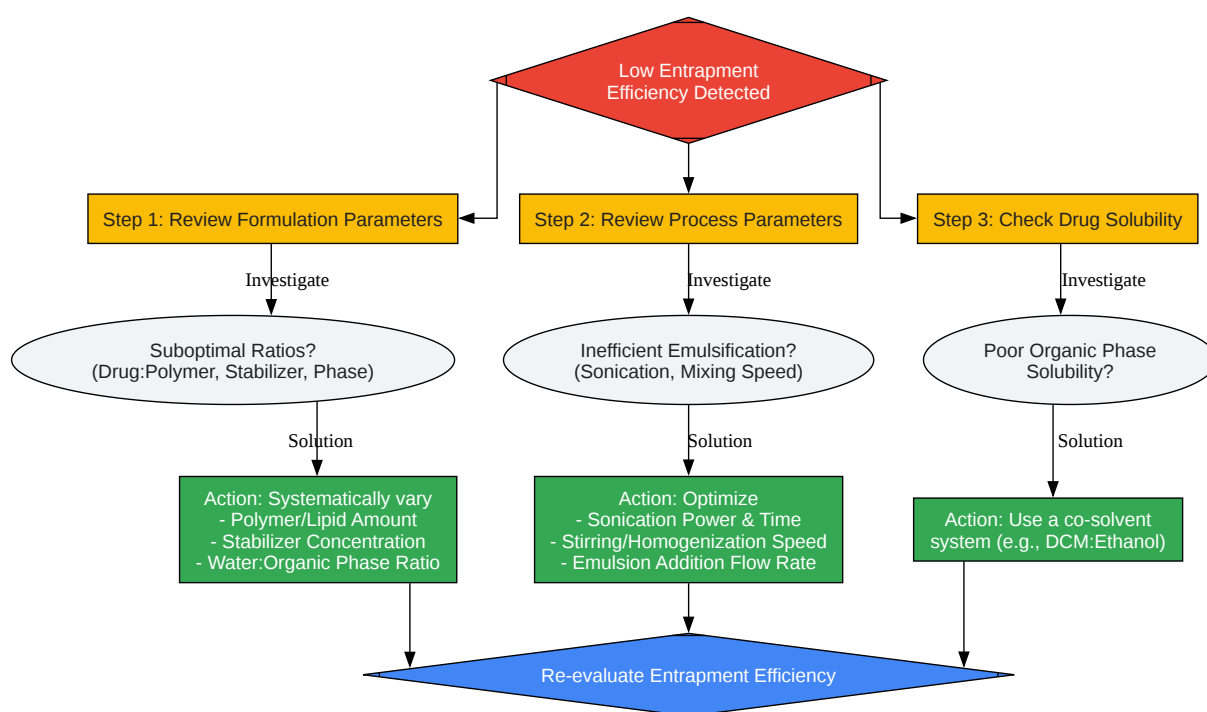 Low Entrapment
Efficiency Detected
Step 1: Review Formulation Parameters
Step 2: Review Process Parameters
Step 3: Check Drug Solubility
Investigate
Investigate
Investigate
Suboptimal Ratios?
(Drug:Polymer, Stabilizer, Phase)
Inefficient Emulsification?
(Sonication, Mixing Speed)
Poor Organic Phase
Solubility?
Solution
Solution
Solution
Action: Systematically vary
- Polymer/Lipid Amount
- Stabilizer Concentration
- Water:Organic Phase Ratio
Action: Optimize
- Sonication Power & Time
- Stirring/Homogenization Speed
- Emulsion Addition Flow Rate
Action: Use a co-solvent
system (e.g., DCM:Ethanol)
Re-evaluate Entrapment Efficiency